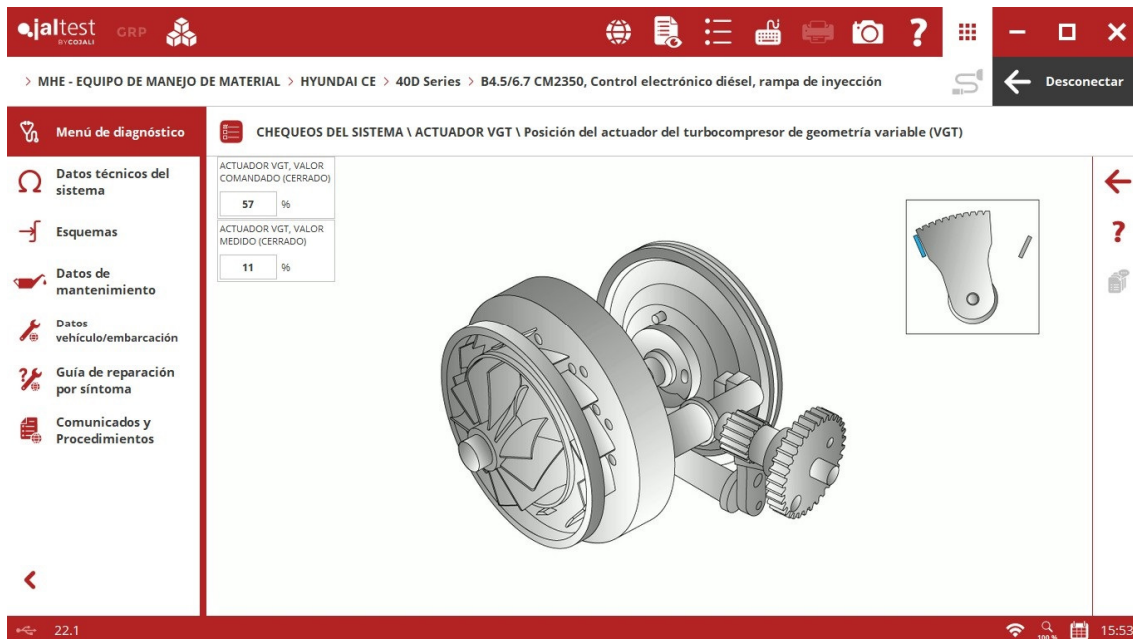 jaltest GRP
BY COJALI
?
> MHE - EQUIPO DE MANEJO DE MATERIAL > HYUNDAI CE > 40D Series > B4.5/6.7 CM2350, Control electrónico diésel, rampa de inyección
Desconectar
Menú de diagnóstico
CHEQUEOS DEL SISTEMA \ ACTUADOR VGT \ Posición del actuador del turbocompresor de geometría variable (VGT)
Datos técnicos del
sistema
Esquemas
Datos de
mantenimiento
Datos
vehículo/embarcación
Guía de reparación
por síntoma
Comunicados y
Procedimientos
ACTUADOR VGT, VALOR
COMANDADO (CERRADO)
57 %
ACTUADOR VGT, VALOR
MEDIDO (CERRADO)
11 %
?
22.1
100 %
15:53